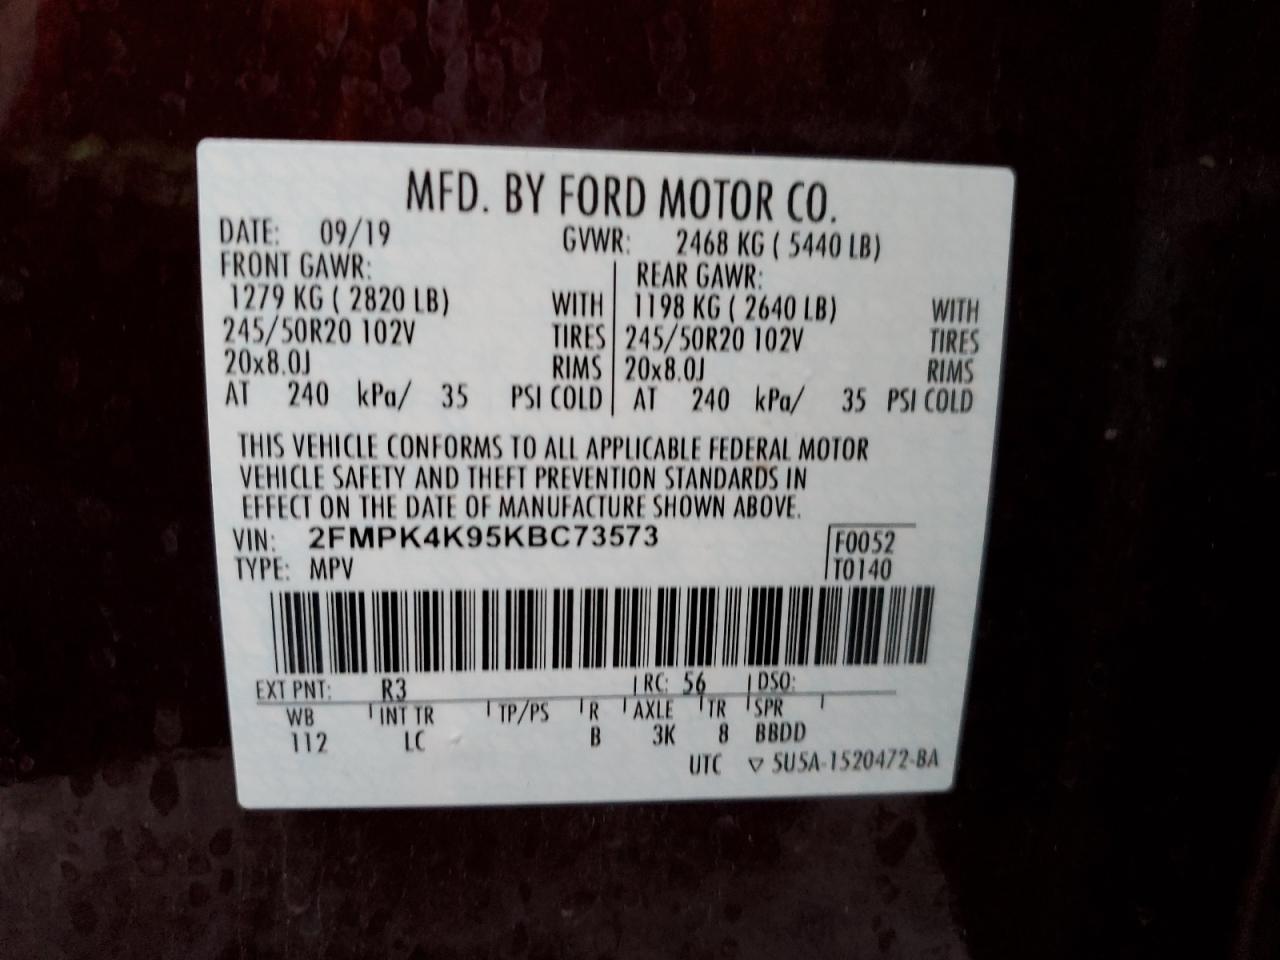 MFD. BY FORD MOTOR CO.
DATE: 09/19 GVWR: 2468 KG ( 5440 LB)
FRONT GAWR: REAR GAWR:
1279 KG ( 2820 LB) WITH 1198 KG ( 2640 LB) WITH
245/50R20 102V TIRES 245/50R20 102V TIRES
20x8.0J RIMS 20x8.0J RIMS
AT 240 kPa/ 35 PSI COLD AT 240 kPa/ 35 PSI COLD
THIS VEHICLE CONFORMS TO ALL APPLICABLE FEDERAL MOTOR
VEHICLE SAFETY AND THEFT PREVENTION STANDARDS IN
EFFECT ON THE DATE OF MANUFACTURE SHOWN ABOVE.
VIN: 2FMPK4K95KBC73573 F0052
TYPE: MPV T0140
EXT PNT: R3 RC: 56 DSO:
WB INT TR TP/PS R AXLE TR SPR
112 LC B 3K 8 BBDD
UTC ▽ 5U5A-1520472-BA